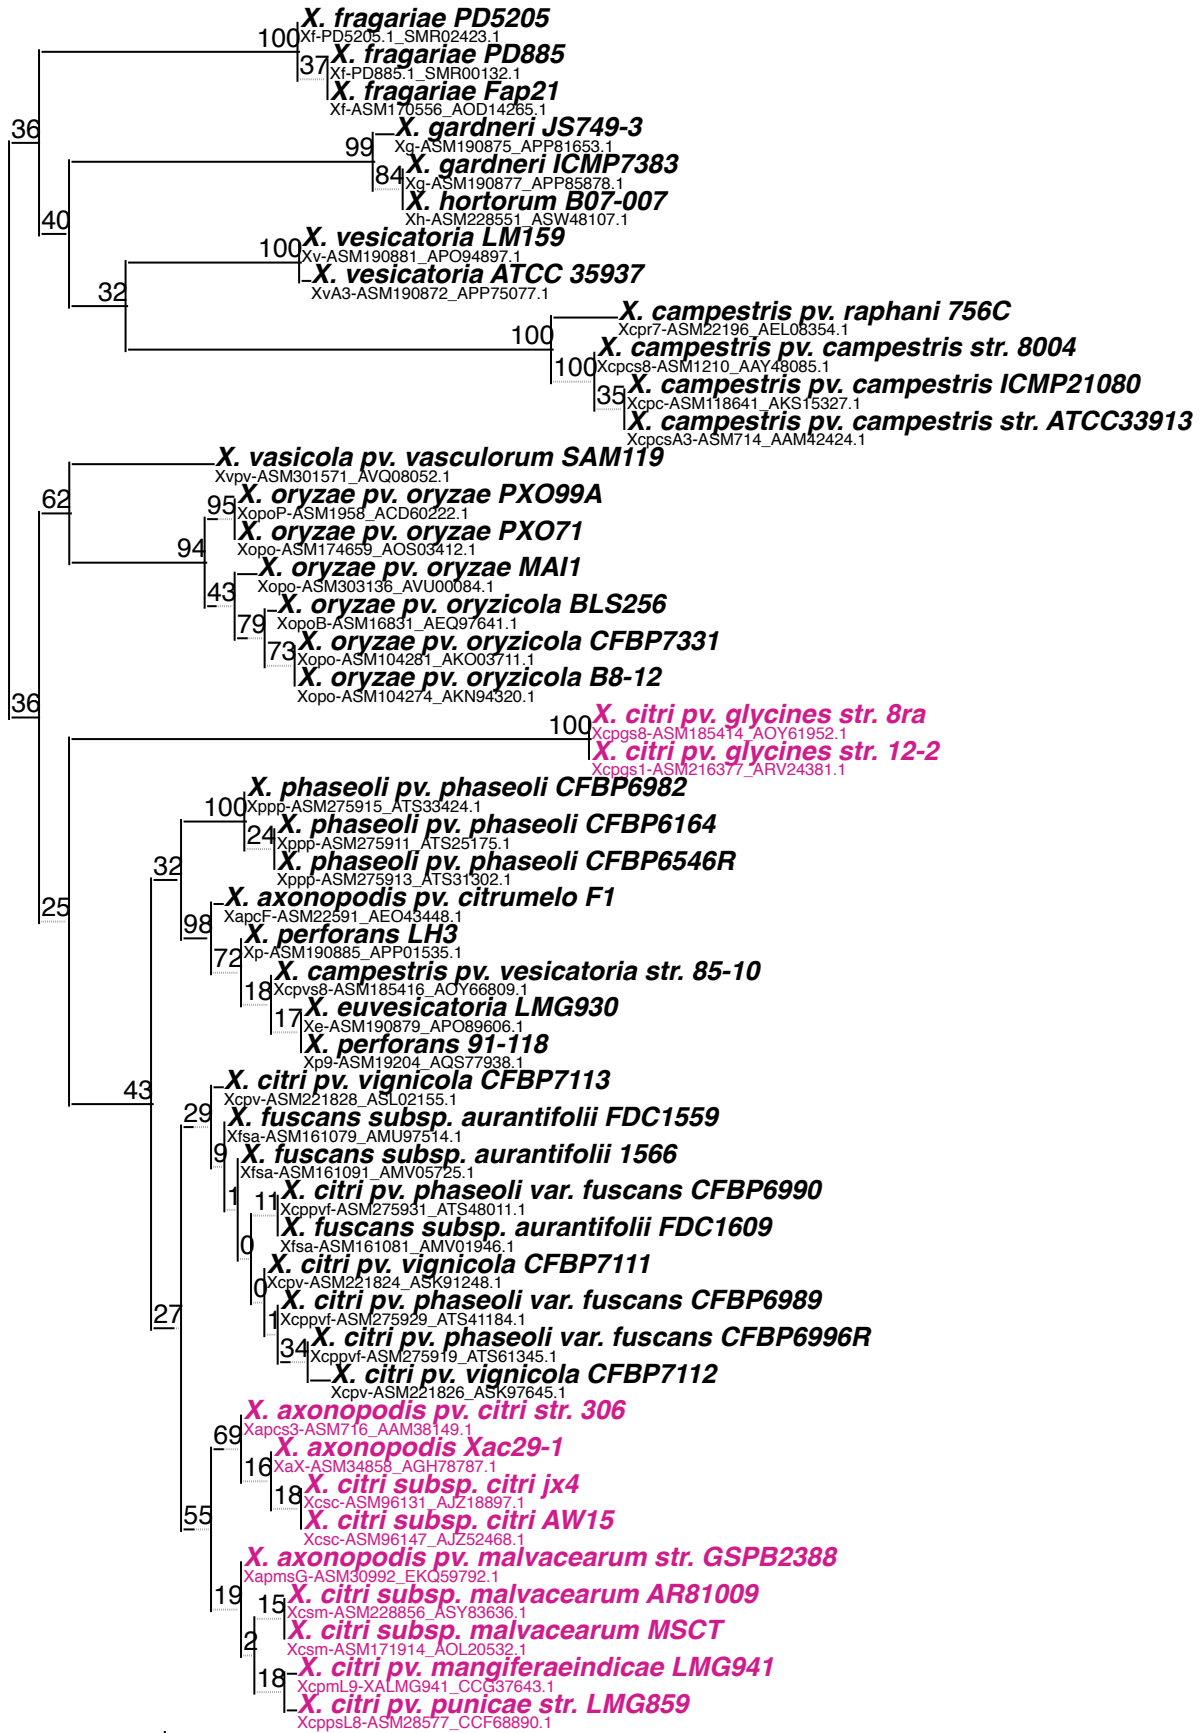 X. fragariae PD5205
100
Xf-PD5205.1_SMR02423.1
X. fragariae PD885
37
Xf-PD885.1_SMR00132.1
X. fragariae Fap21
Xf-ASM170556_AOD14265.1
36
X. gardneri JS749-3
99
Xg-ASM190875_APP81653.1
X. gardneri ICMP7383
84
Xg-ASM190877_APP85878.1
X. hortorum B07-007
Xh-ASM228551_ASW48107.1
40
X. vesicatoria LM159
100
Xv-ASM190881_APO94897.1
X. vesicatoria ATCC 35937
XvA3-ASM190872_APP75077.1
32
X. campestris pv. raphani 756C
100
Xcpr7-ASM22196_AEL08354.1
X. campestris pv. campestris str. 8004
100
Xcpcs8-ASM1210_AAY48085.1
X. campestris pv. campestris ICMP21080
35
Xcpc-ASM118641_AKS15327.1
X. campestris pv. campestris str. ATCC33913
XcpcsA3-ASM714_AAM42424.1
X. vasicola pv. vasculorum SAM119
Xvpv-ASM301571_AVQ08052.1
62
X. oryzae pv. oryzae PXO99A
95
XopoP-ASM1958_ACD60222.1
X. oryzae pv. oryzae PXO71
Xopo-ASM174659_AOS03412.1
94
X. oryzae pv. oryzae MAI1
Xopo-ASM303136_AVU00084.1
43
X. oryzae pv. oryzicola BLS256
XopoB-ASM16831_AEQ97641.1
79
X. oryzae pv. oryzicola CFBP7331
73
Xopo-ASM104281_AKO03711.1
X. oryzae pv. oryzicola B8-12
Xopo-ASM104274_AKN94320.1
36
X. citri pv. glycines str. 8ra
100
Xcpgs8-ASM185414_AOY61952.1
X. citri pv. glycines str. 12-2
Xcpgs1-ASM216377_ARV24381.1
X. phaseoli pv. phaseoli CFBP6982
100
Xppp-ASM275915_ATS33424.1
X. phaseoli pv. phaseoli CFBP6164
24
Xppp-ASM275911_ATS25175.1
X. phaseoli pv. phaseoli CFBP6546R
Xppp-ASM275913_ATS31302.1
32
X. axonopodis pv. citrumelo F1
25
XapcF-ASM22591_AEO43448.1
98
X. perforans LH3
Xp-ASM190885_APP01535.1
72
X. campestris pv. vesicatoria str. 85-10
Xcpvs8-ASM185416_AOY66809.1
18
X. euvesicatoria LMG930
17
Xe-ASM190879_APO89606.1
X. perforans 91-118
Xp9-ASM19204_AQS77938.1
43
X. citri pv. vignicola CFBP7113
Xcpv-ASM221828_ASL02155.1
29
X. fuscans subsp. aurantifolii FDC1559
Xfsa-ASM161079_AMU97514.1
9
X. fuscans subsp. aurantifolii 1566
Xfsa-ASM161091_AMV05725.1
1
X. citri pv. phaseoli var. fuscans CFBP6990
11
Xcppvf-ASM275931_ATS48011.1
X. fuscans subsp. aurantifolii FDC1609
Xfsa-ASM161081_AMV01946.1
0
X. citri pv. vignicola CFBP7111
Xcpv-ASM221824_ASK91248.1
0
X. citri pv. phaseoli var. fuscans CFBP6989
27
Xcppvf-ASM275929_ATS41184.1
1
X. citri pv. phaseoli var. fuscans CFBP6996R
34
Xcppvf-ASM275919_ATS61345.1
X. citri pv. vignicola CFBP7112
Xcpv-ASM221826_ASK97645.1
X. axonopodis pv. citri str. 306
Xapcs3-ASM716_AAM38149.1
69
X. axonopodis Xac29-1
16
XaX-ASM34858_AGH78787.1
X. citri subsp. citri jx4
18
Xcsc-ASM96131_AJZ18897.1
X. citri subsp. citri AW15
55
Xcsc-ASM96147_AJZ52468.1
X. axonopodis pv. malvacearum str. GSPB2388
XapmsG-ASM30992_EKQ59792.1
19
X. citri subsp. malvacearum AR81009
15
Xcsm-ASM228856_ASY83636.1
X. citri subsp. malvacearum MSCT
2
Xcsm-ASM171914_AOL20532.1
X. citri pv. mangiferaeindicae LMG941
18
XcpmL9-XALMG941_CCG37643.1
X. citri pv. punicae str. LMG859
XcppsL8-ASM28577_CCF68890.1